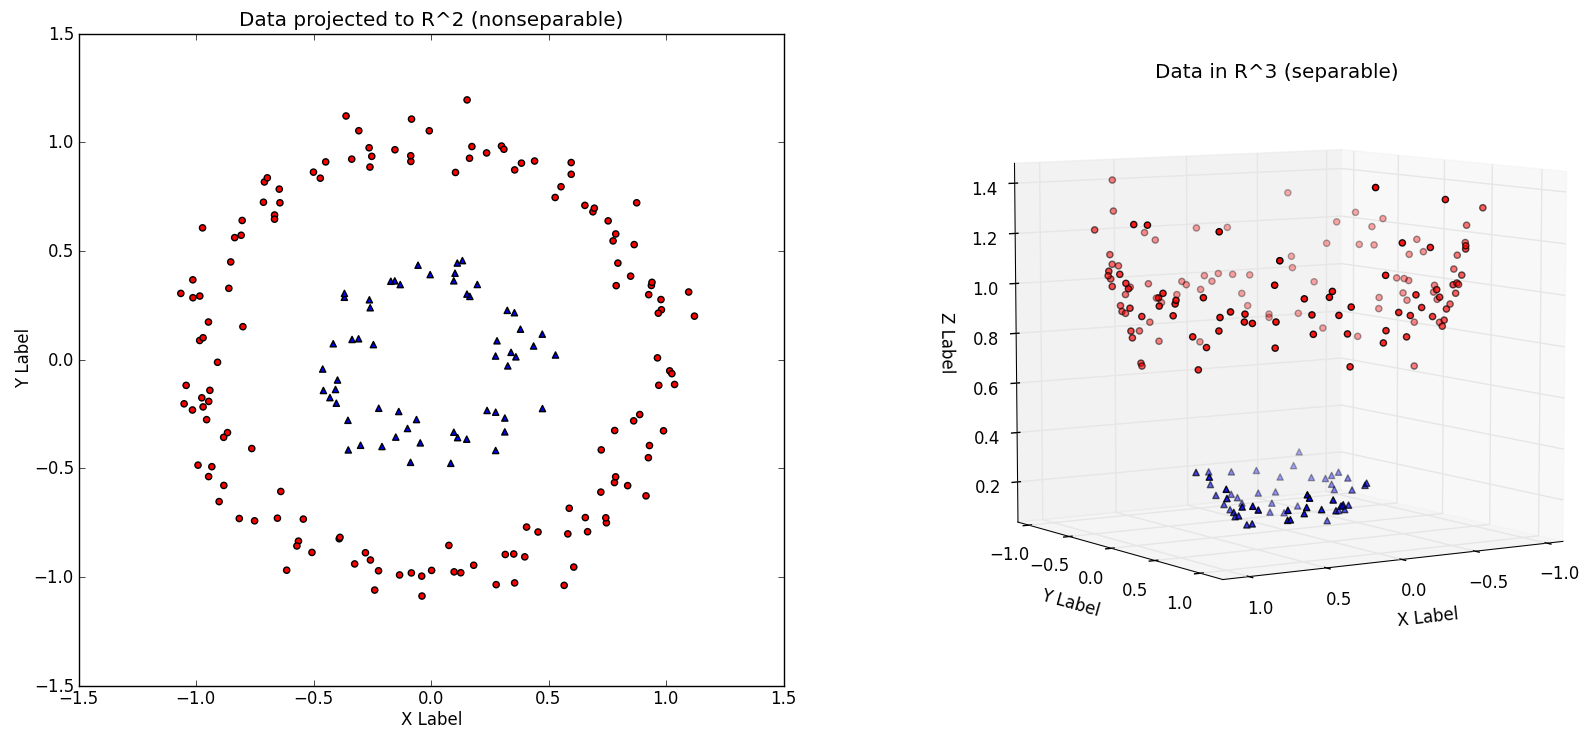 Data projected to R^2 (nonseparable)
1.5
1.0
0.5
0.0
−0.5
−1.0
−1.5
Y Label
−1.5 −1.0 −0.5 0.0 0.5 1.0 1.5
X Label
Data in R^3 (separable)
1.4
1.2
1.0
0.8
0.6
0.4
0.2
Z Label
−1.0 −0.5 0.0 0.5 1.0
Y Label
1.0 0.5 0.0 −0.5 −1.0
X Label